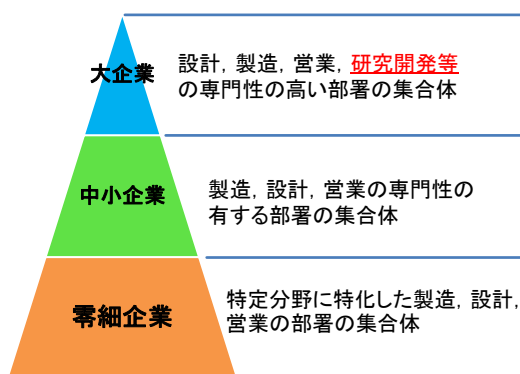 大企業
設計，製造，営業，研究開発等
の専門性の高い部署の集合体
中小企業
製造，設計，営業の専門性の
有する部署の集合体
零細企業
特定分野に特化した製造，設計，
営業の部署の集合体